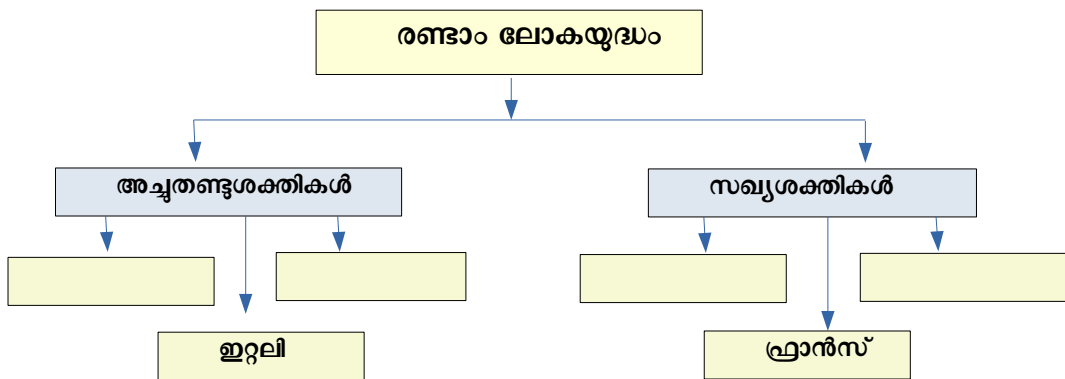 രണ്ടാം ലോകയുദ്ധം
അച്ചുതണ്ടുശക്തികൾ
സഖ്യശക്തികൾ
ഇറ്റലി
ഫ്രാൻസ്